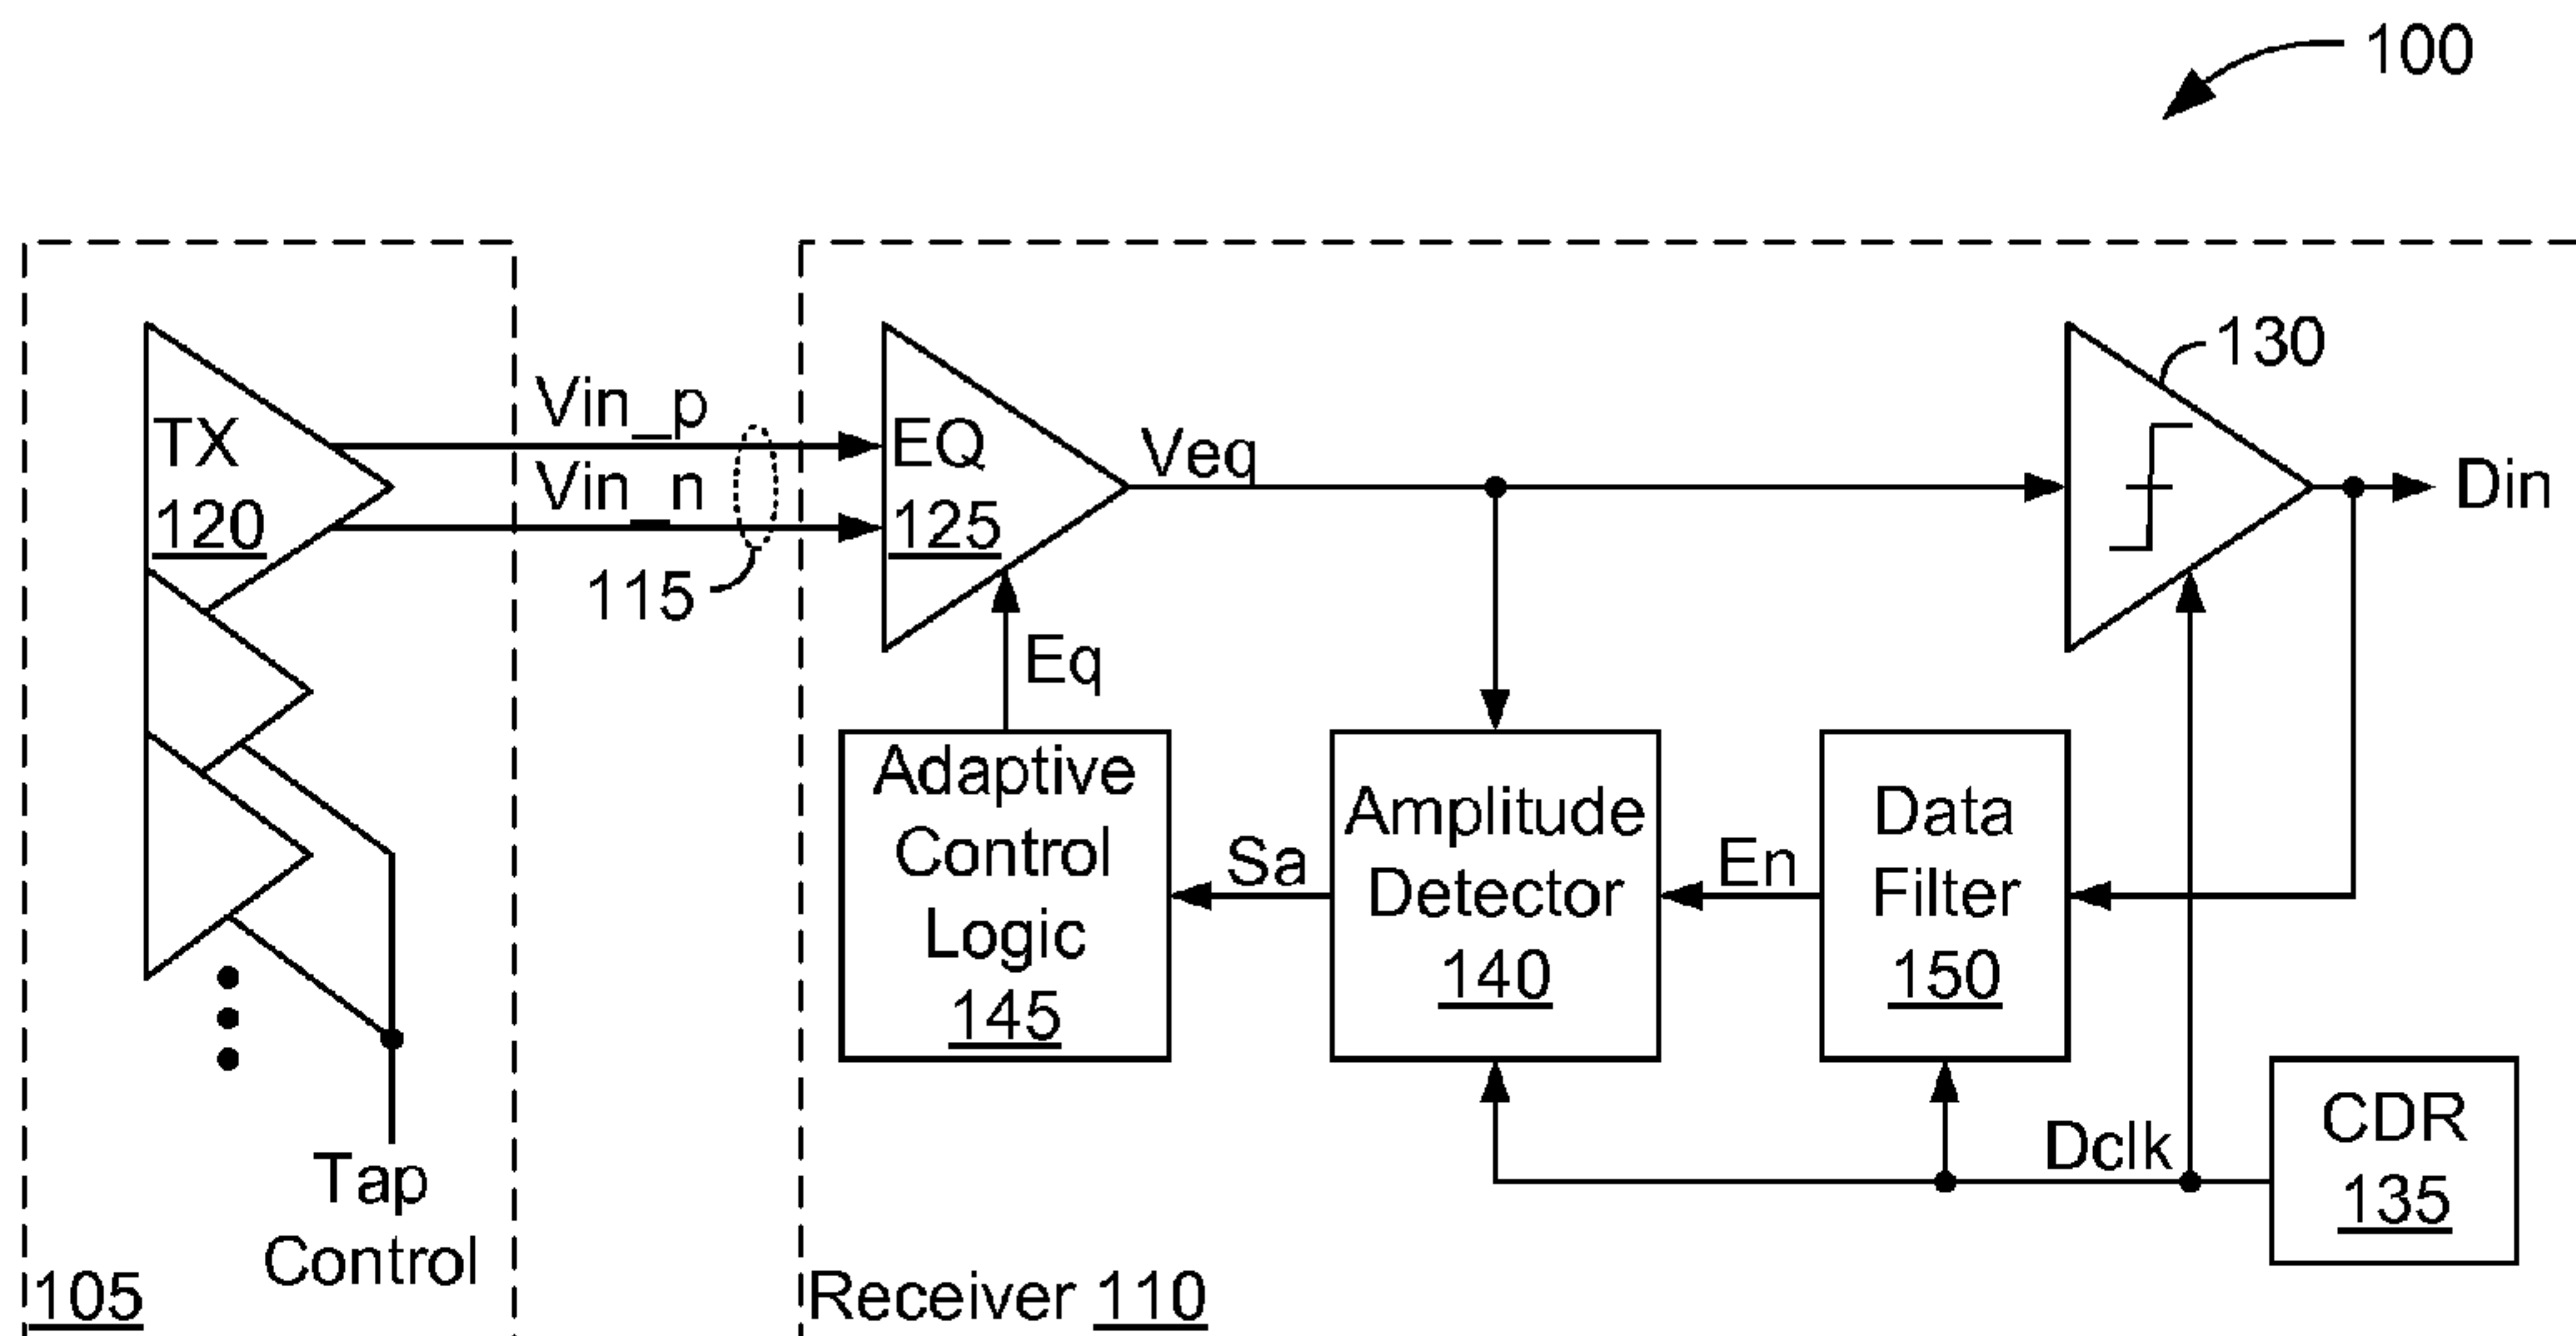 100
130
Vin_p
TX
EQ
Veq
Vin_n
Din
120
125
115
Eq
Adaptive
Control
Logic
145
Sa
Amplitude
Detector
140
En
Data
Filter
150
Dclk
CDR
135
Tap
Control
105
Receiver 110